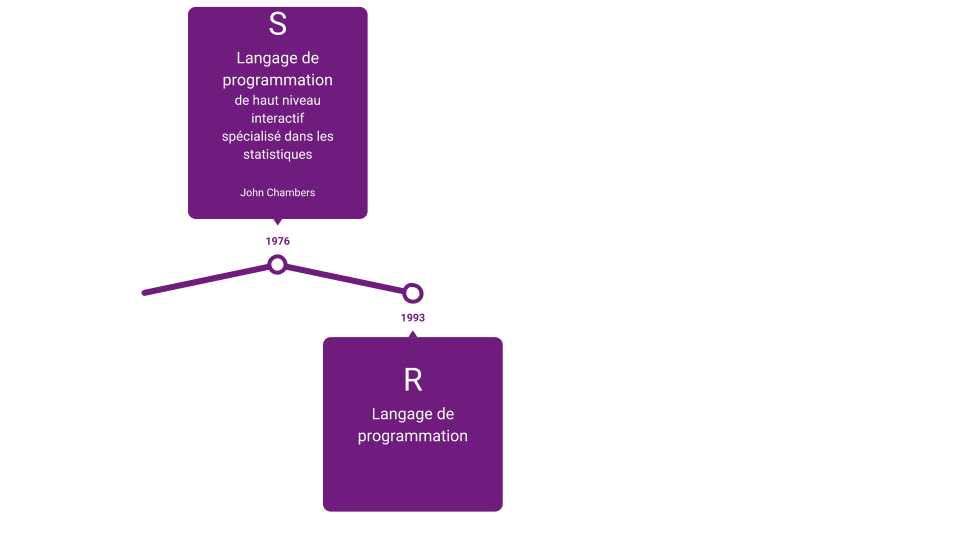 S
Langage de
programmation
de haut niveau
interactif
spécialisé dans les
statistiques
John Chambers
1976
1993
R
Langage de
programmation